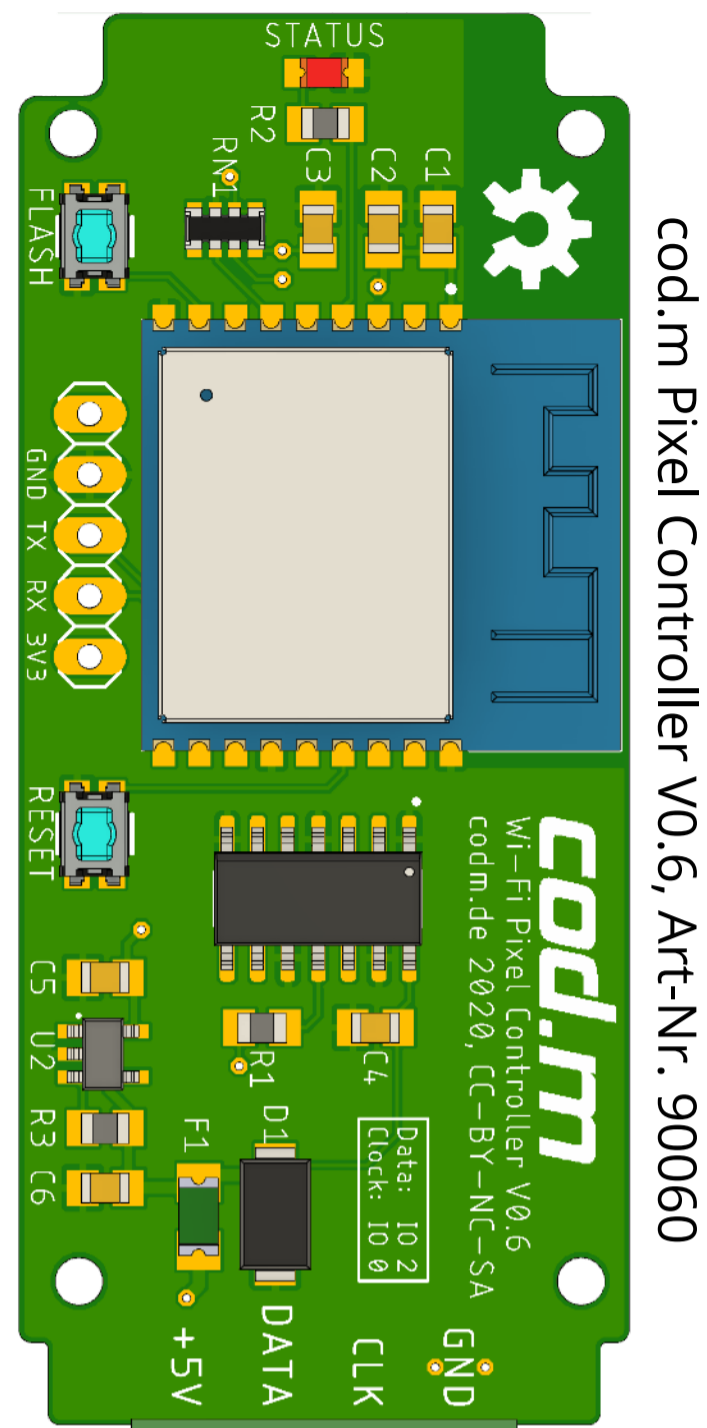 STATUS
R2
RN1
C3
C2
C1
FLASH
GND
TX
RX
3V3
RESET
cod.m
Wi-Fi Pixel Controller V0.6
codm.de 2020, CC-BY-NC-SA
C5
U2
R3
C6
R1
C4
F1
D1
Data: IO 2
Clock: IO 0
+5V
DATA
CLK
GND
cod.m Pixel Controller V0.6, Art-Nr. 90060